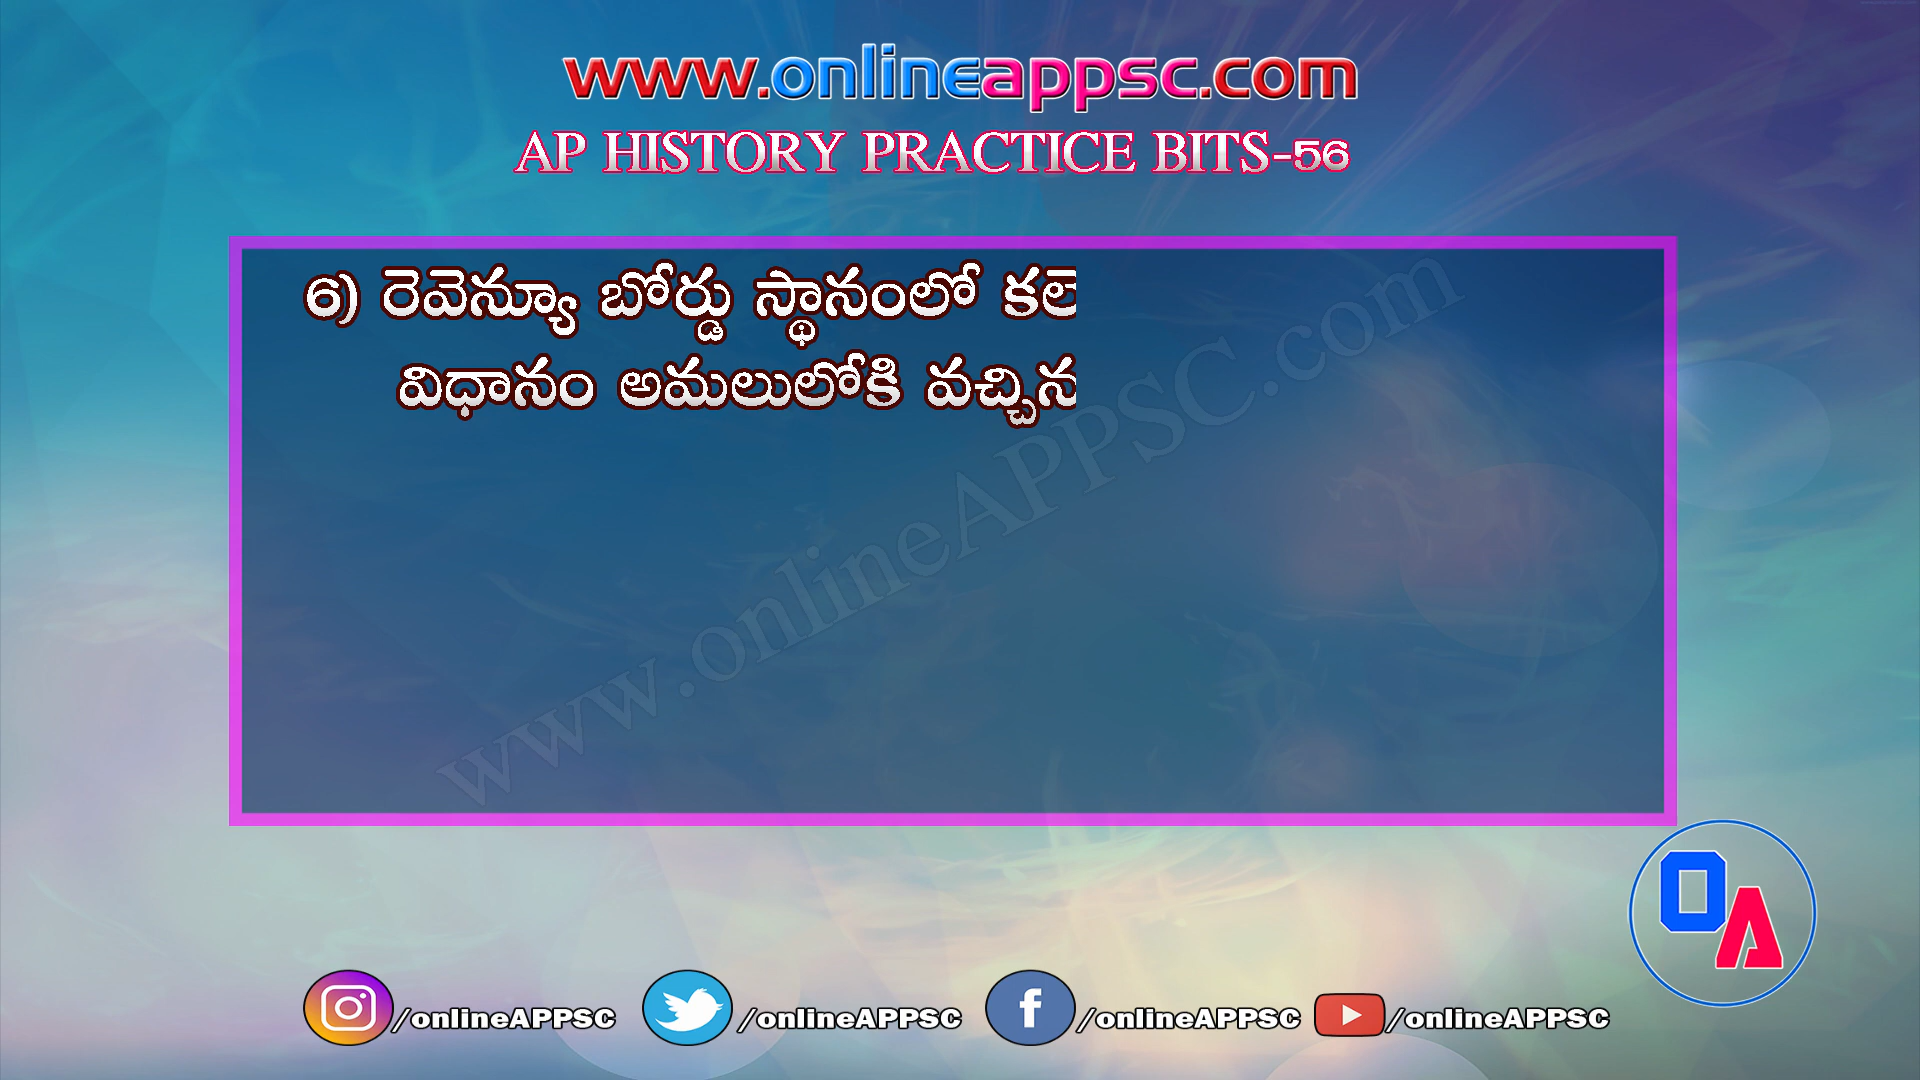 www.onlineappsc.com
AP HISTORY PRACTICE BITS-56
6) రెవెన్యూ బోర్డు స్థానంలో కలె
విధానం అమలులోకి వచ్చిన
www.onlineAPPSC.com
OA
/onlineAPPSC /onlineAPPSC /onlineAPPSC /onlineAPPSC